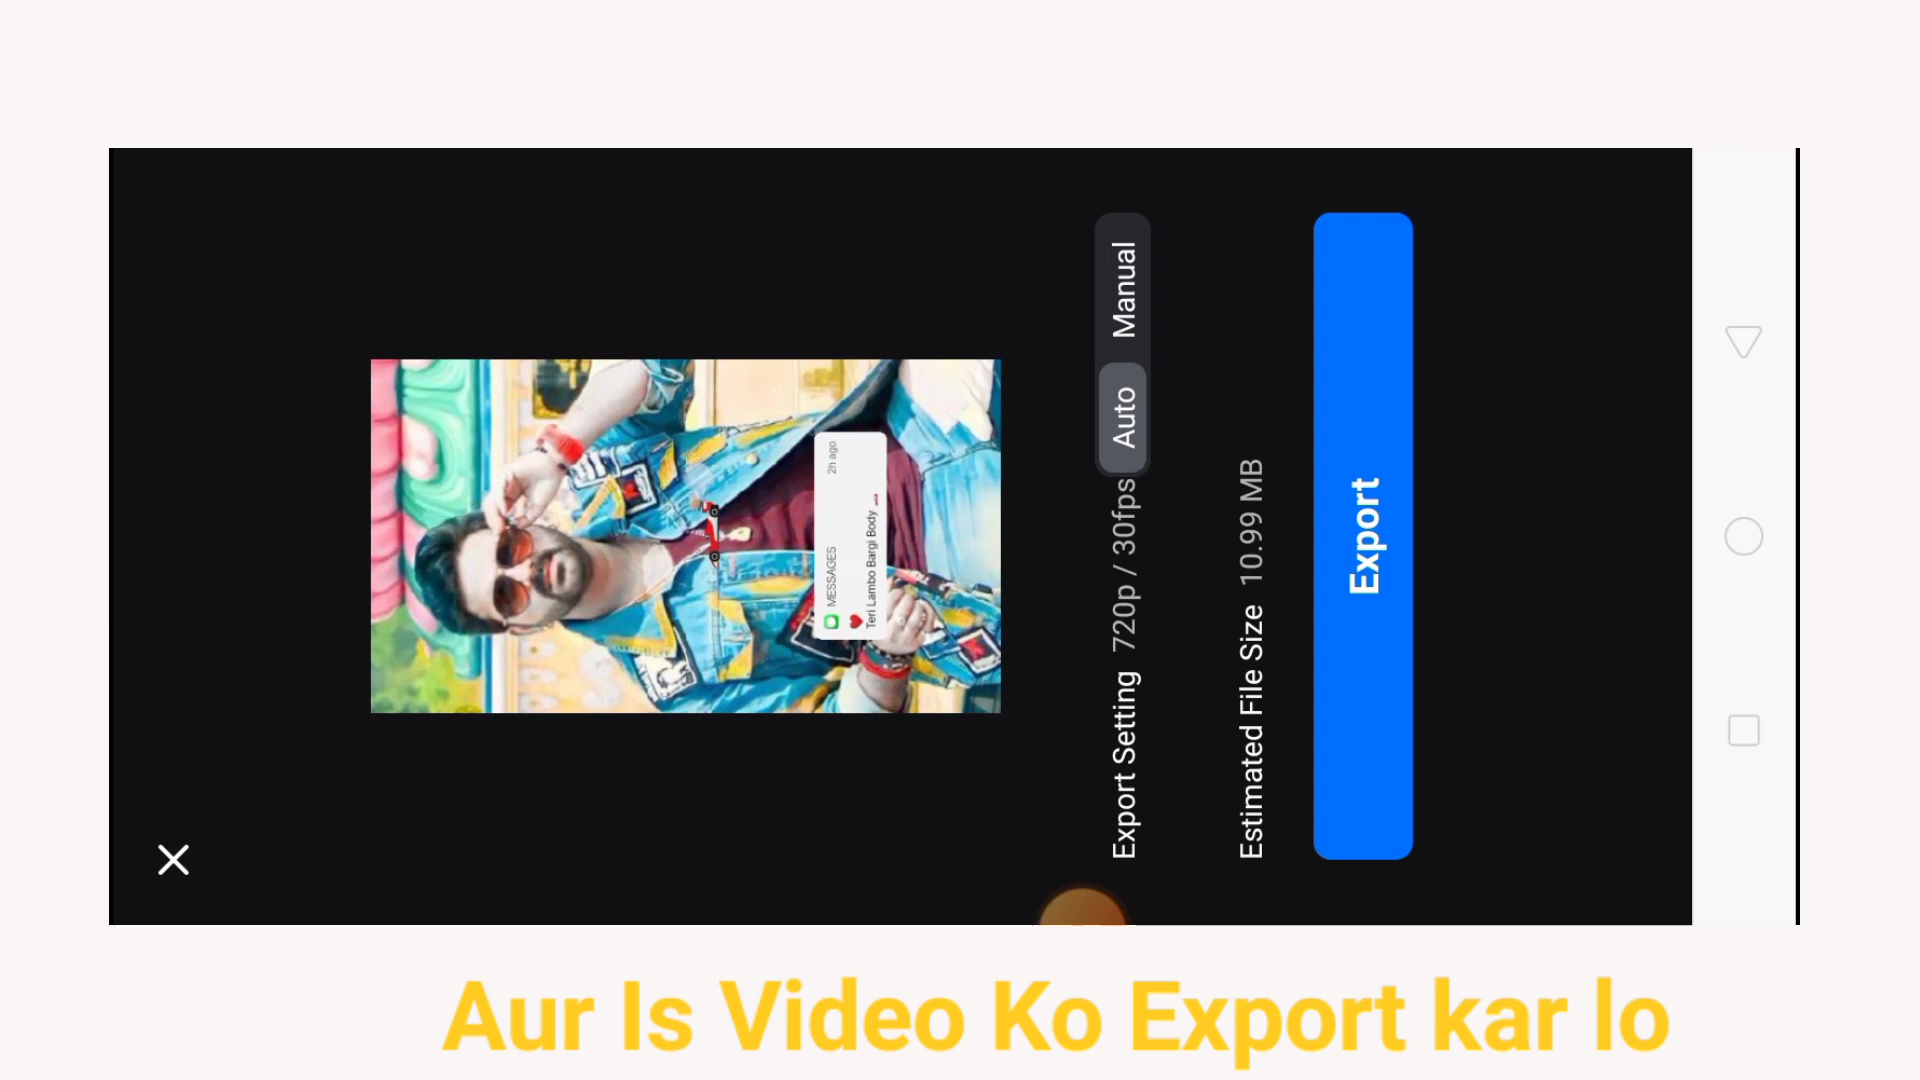 MESSAGES 2h ago
Teri Lambo Bargi Body
Export Setting 720p / 30fps Auto Manual
Estimated File Size 10.99 MB
Export
Aur Is Video Ko Export kar lo